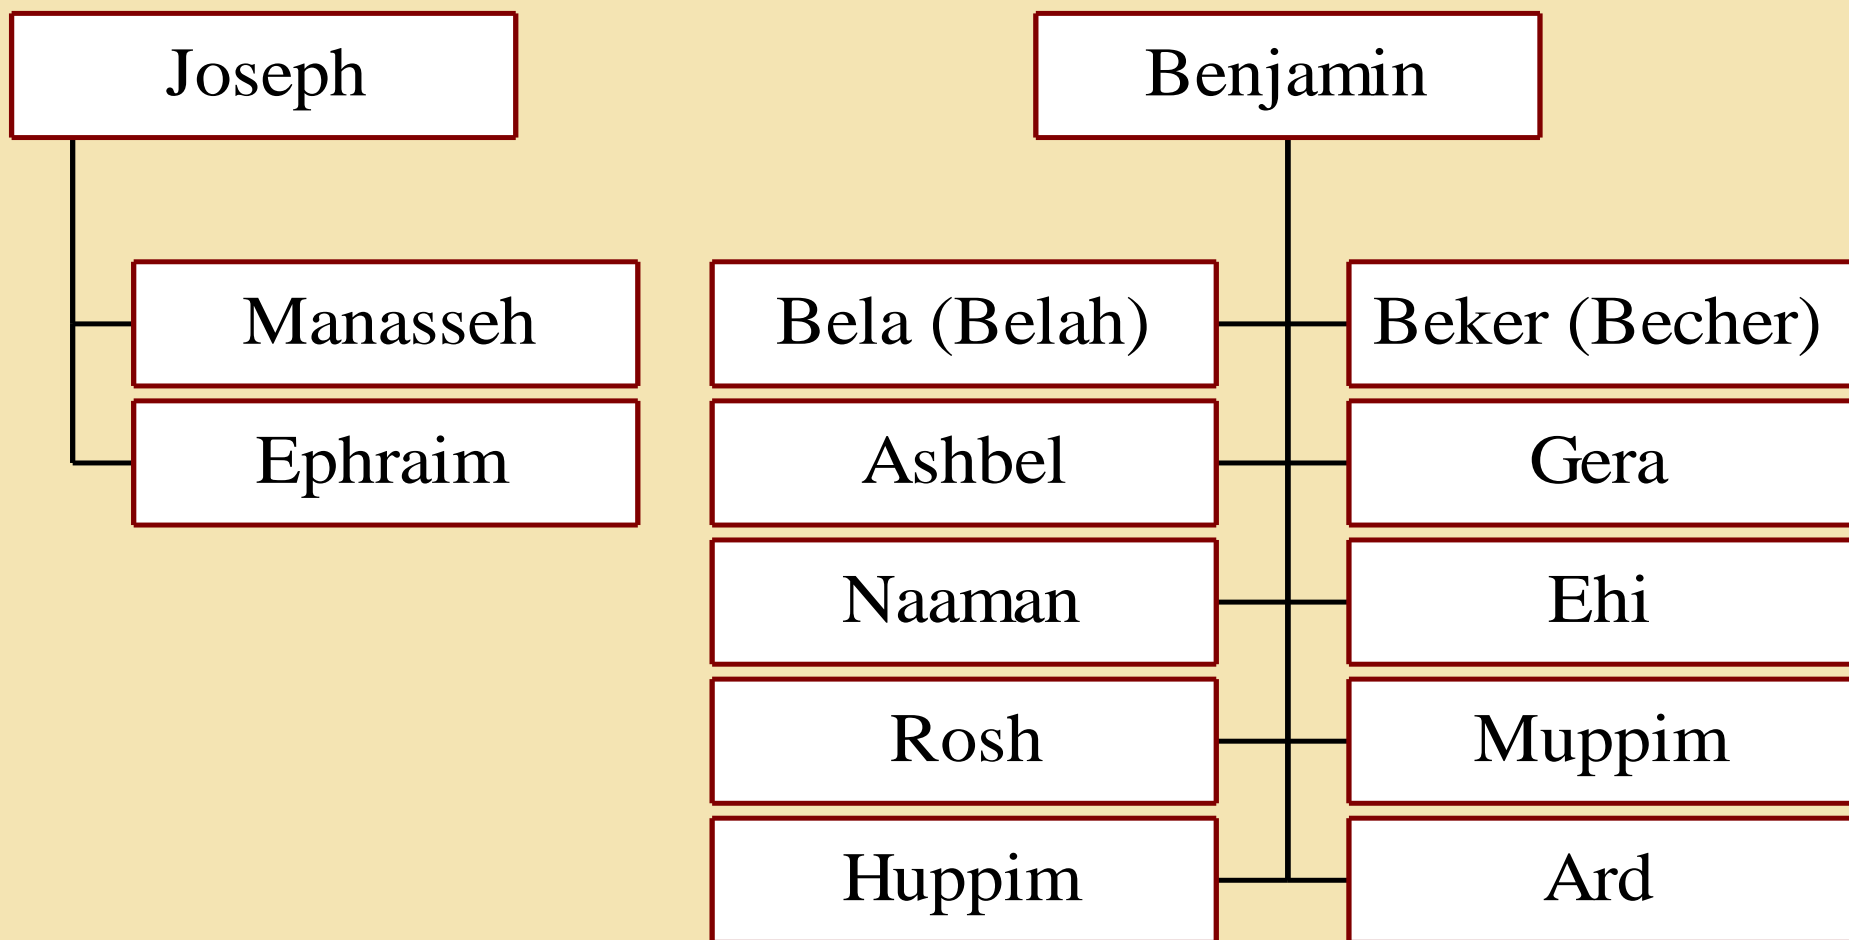 Joseph
Benjamin
Manasseh
Ephraim
Bela (Belah)
Beker (Becher)
Ashbel
Gera
Naaman
Ehi
Rosh
Muppim
Huppim
Ard